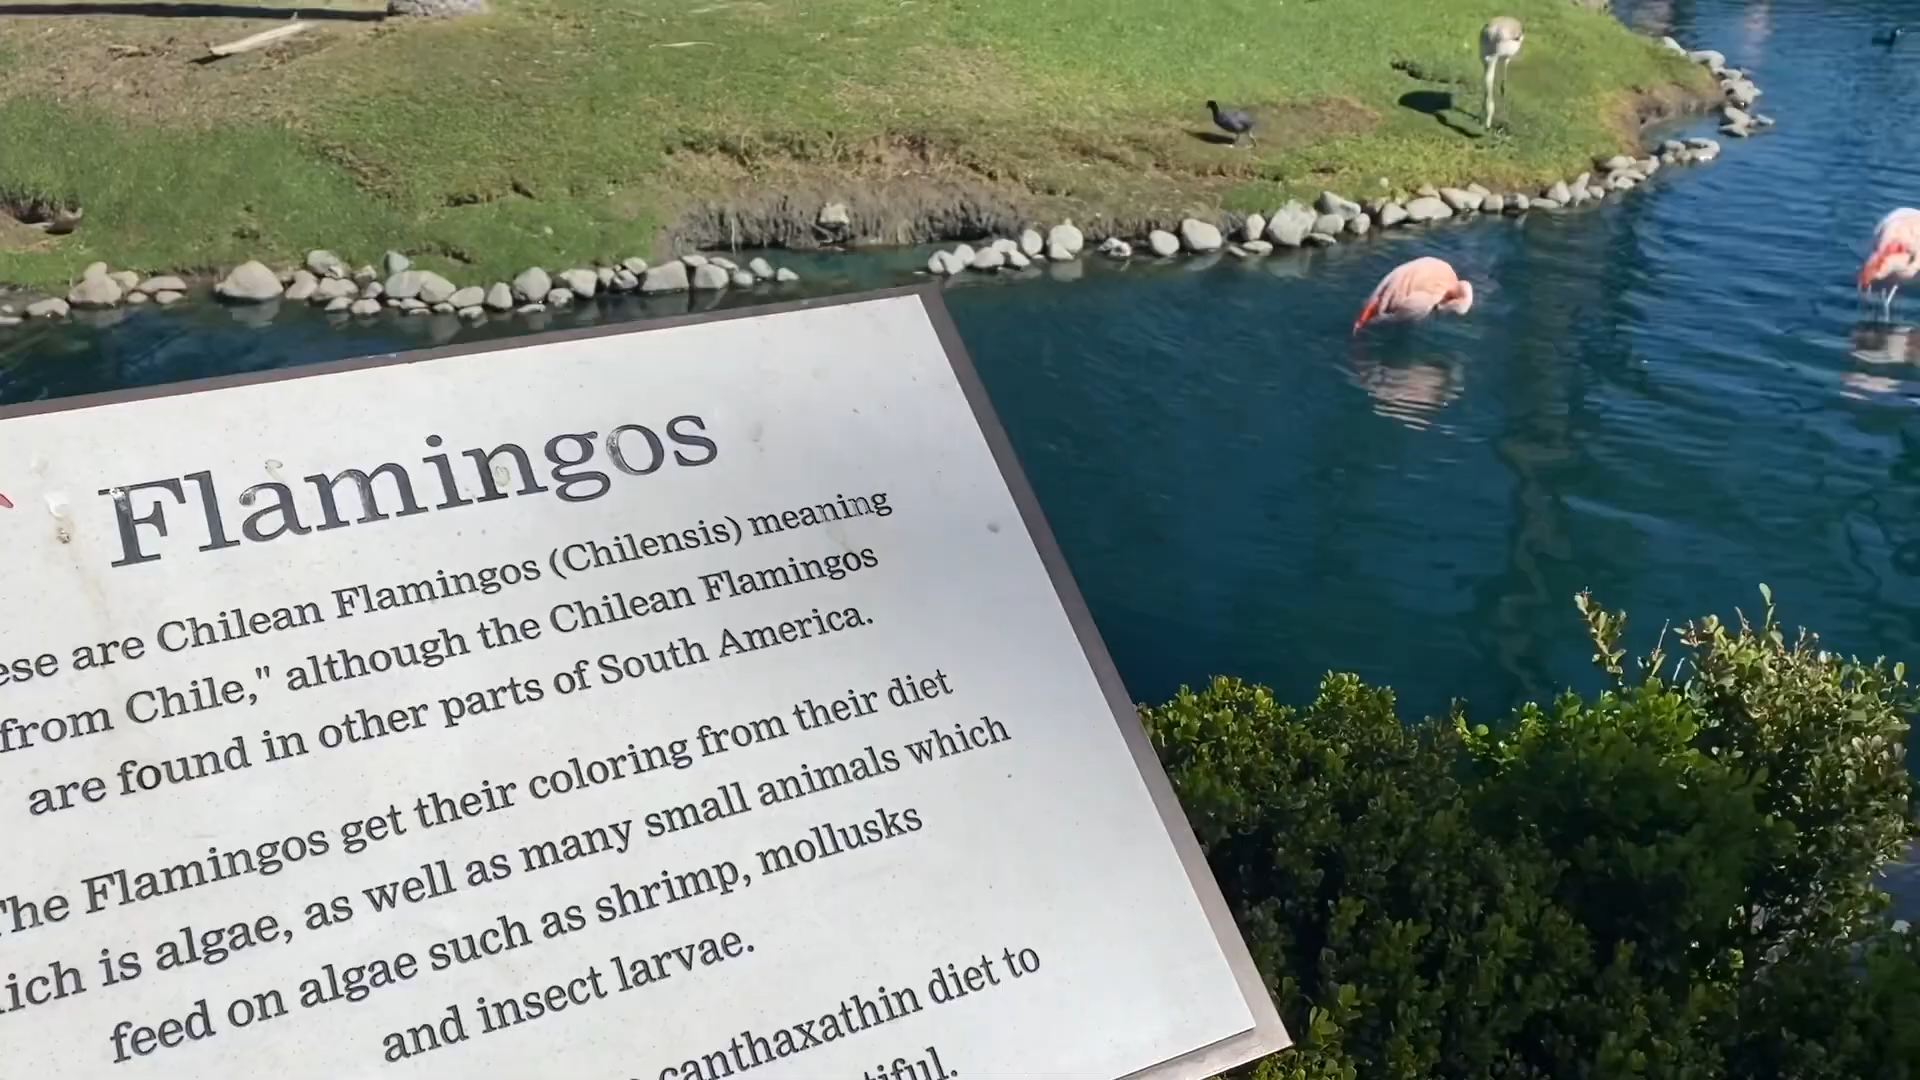 Flamingos
ese are Chilean Flamingos (Chilensis) meaning
from Chile," although the Chilean Flamingos
are found in other parts of South America.
The Flamingos get their coloring from their diet
ich is algae, as well as many small animals which
feed on algae such as shrimp, mollusks
and insect larvae.
canthaxathin diet to
tiful.